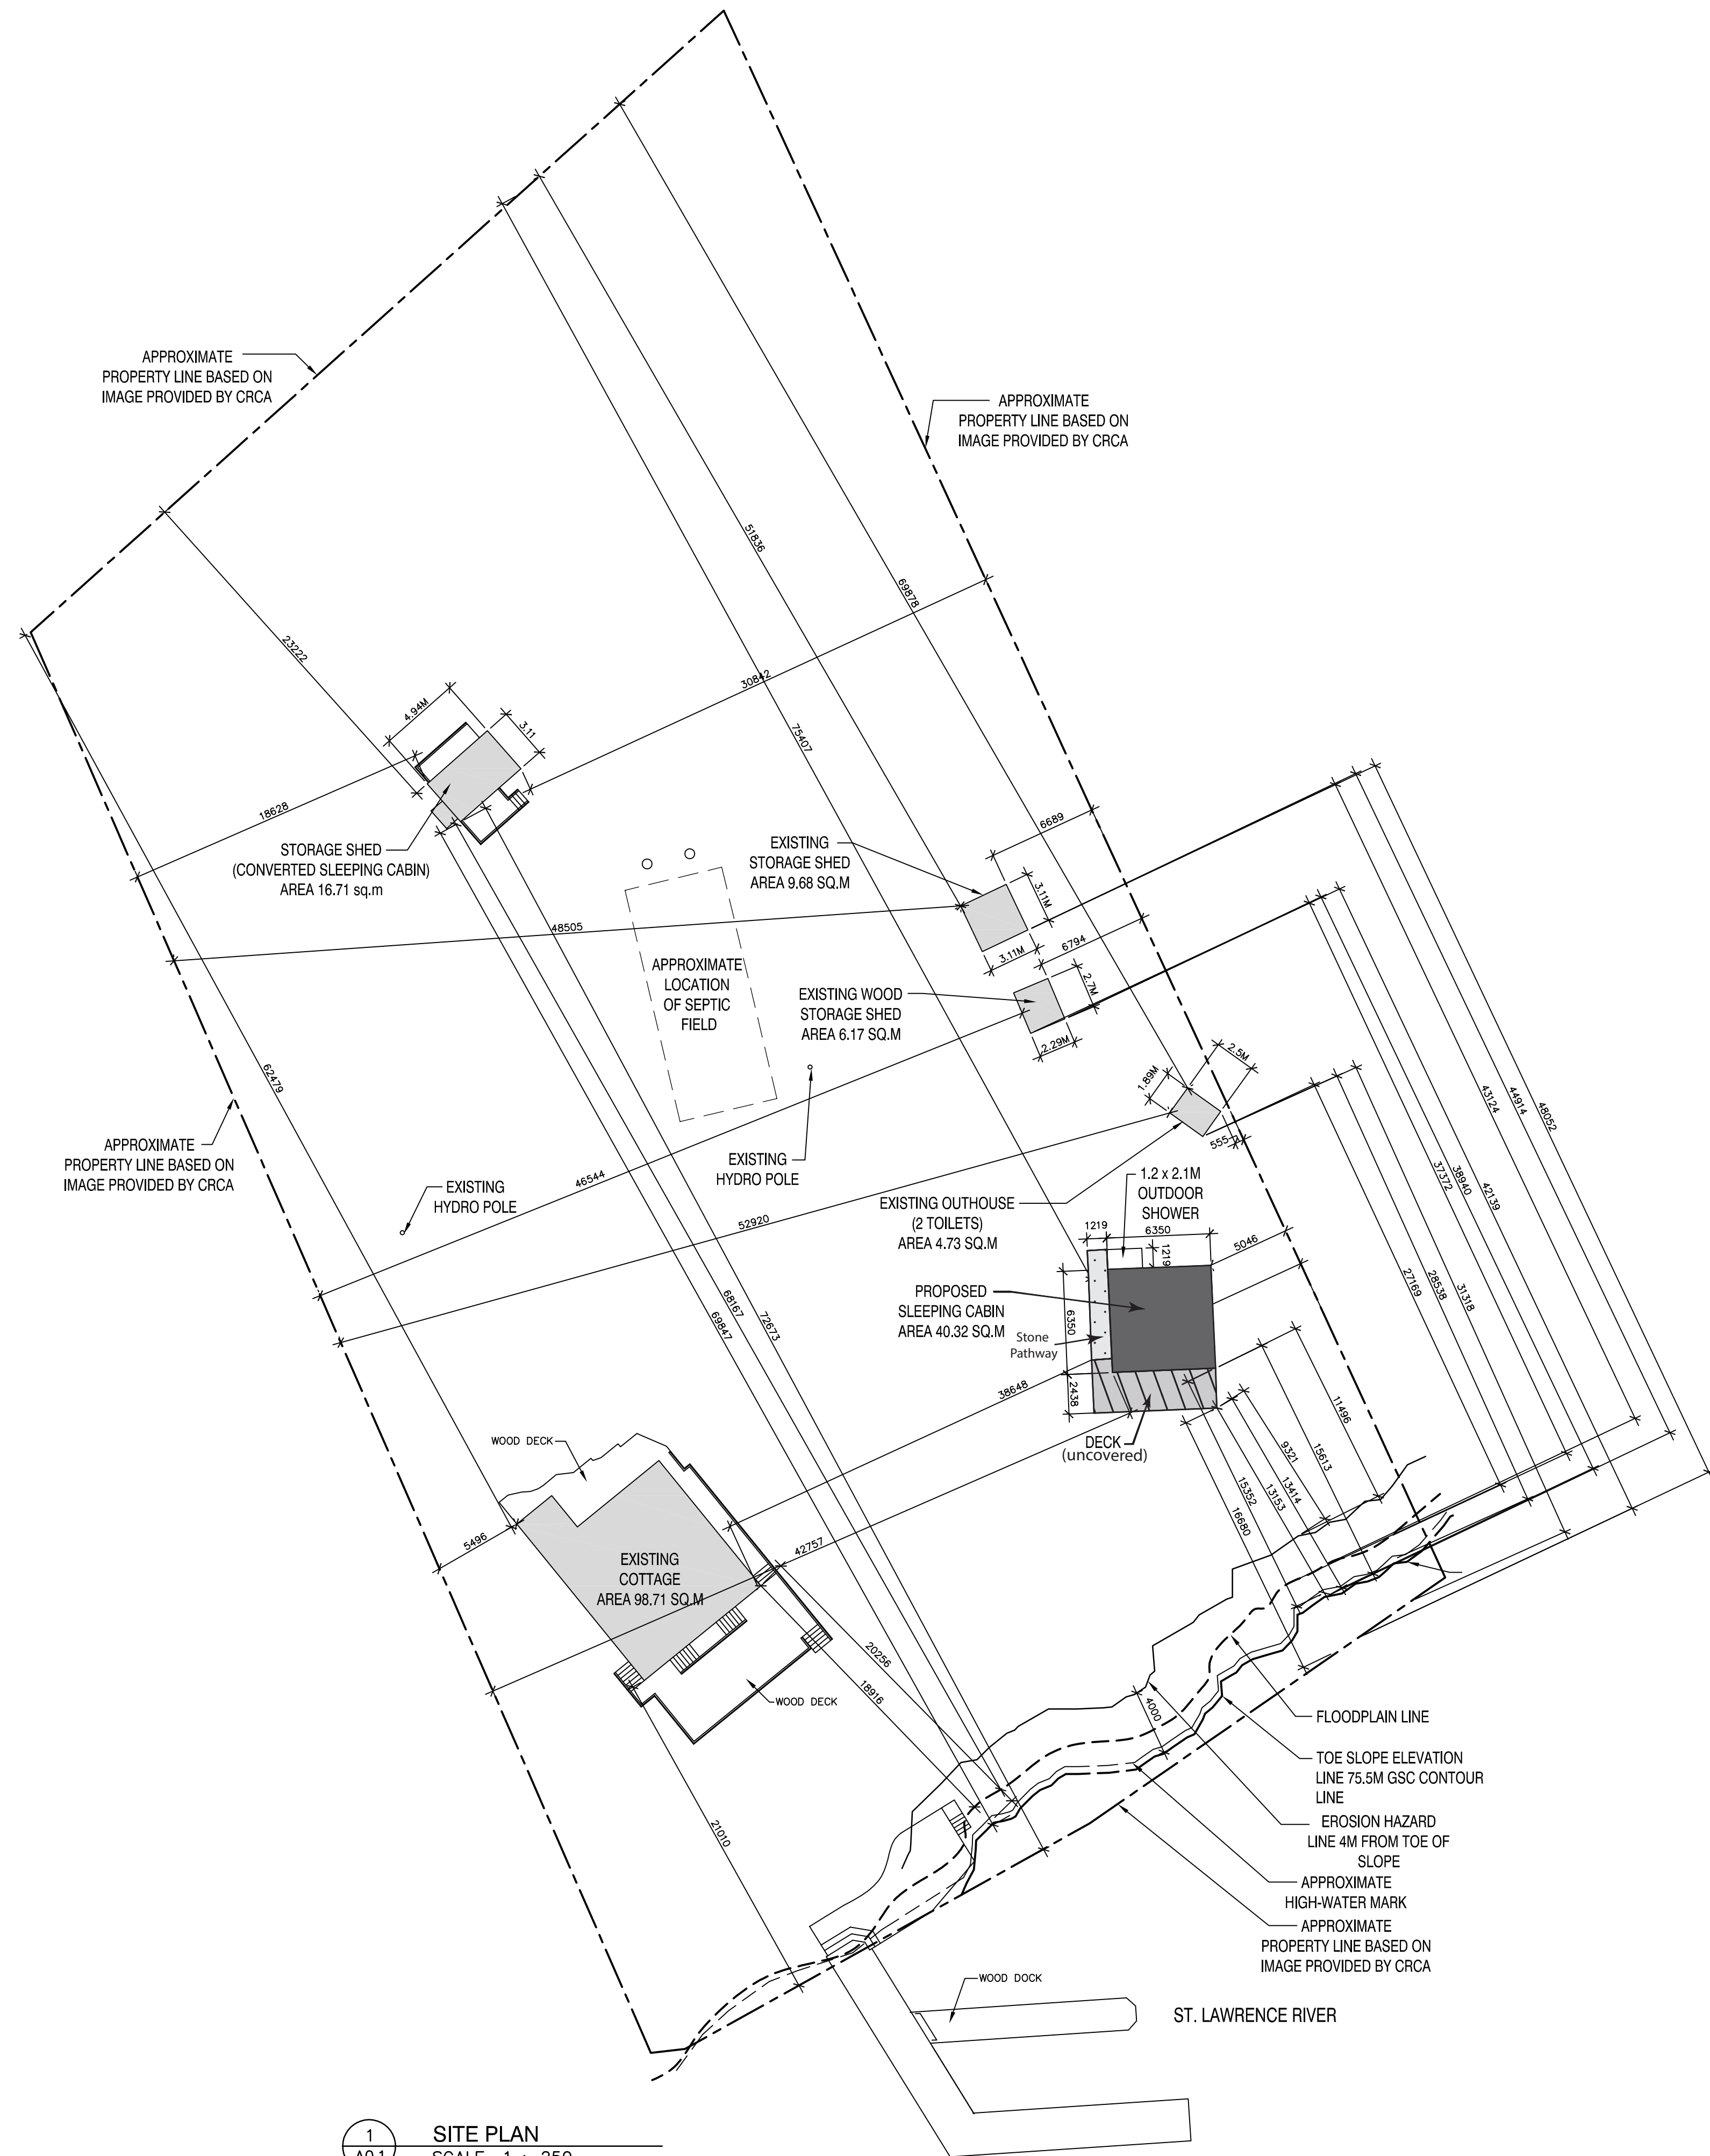 APPROXIMATE
PROPERTY LINE BASED ON
IMAGE PROVIDED BY CRCA
APPROXIMATE
PROPERTY LINE BASED ON
IMAGE PROVIDED BY CRCA
51836
69878
23222
30842
4.94M
3.11
75407
18628
STORAGE SHED
(CONVERTED SLEEPING CABIN)
AREA 16.71 sq.m
EXISTING
STORAGE SHED
AREA 9.68 SQ.M
6689
3.11M
3.11M
6794
48505
APPROXIMATE
LOCATION
OF SEPTIC
FIELD
EXISTING WOOD
STORAGE SHED
AREA 6.17 SQ.M
2.7M
2.29M
62479
2.5M
1.89M
555
43124
44914
48052
APPROXIMATE
PROPERTY LINE BASED ON
IMAGE PROVIDED BY CRCA
EXISTING
HYDRO POLE
EXISTING
HYDRO POLE
46544
52920
37372
38940
42139
EXISTING OUTHOUSE
(2 TOILETS)
AREA 4.73 SQ.M
1.2 x 2.1M
OUTDOOR
SHOWER
1219
6350
1219
5046
27169
28538
31318
PROPOSED
SLEEPING CABIN
AREA 40.32 SQ.M
Stone
Pathway
6350
2438
69847
68167
72673
38648
DECK
(uncovered)
11496
15613
9321
13414
13153
15352
16680
WOOD DECK
5496
EXISTING
COTTAGE
AREA 98.71 SQ.M
42757
20256
18916
WOOD DECK
4000
21010
FLOODPLAIN LINE
TOE SLOPE ELEVATION
LINE 75.5M GSC CONTOUR
LINE
EROSION HAZARD
LINE 4M FROM TOE OF
SLOPE
APPROXIMATE
HIGH-WATER MARK
APPROXIMATE
PROPERTY LINE BASED ON
IMAGE PROVIDED BY CRCA
WOOD DOCK
ST. LAWRENCE RIVER
1
A0.1
SITE PLAN
SCALE 1 : 250